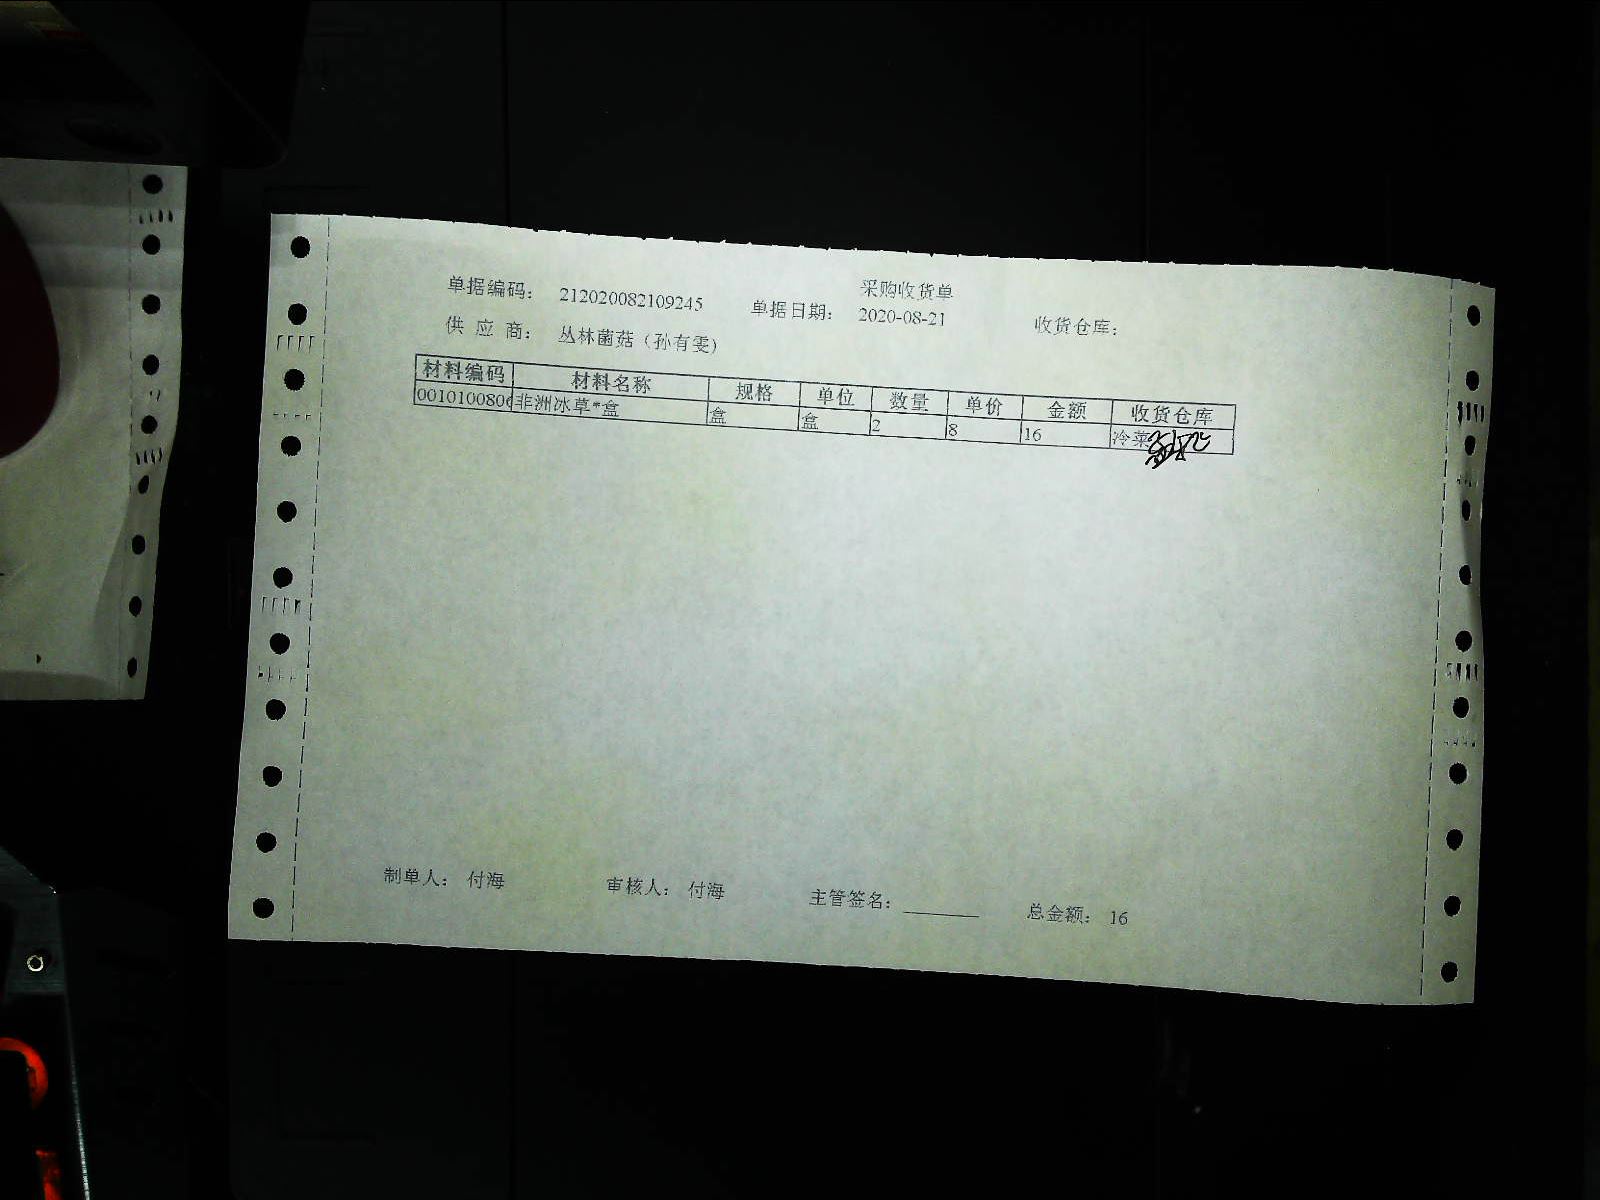 采购收货单
单据编码： 212020082109245 单据日期： 2020-08-21 收货仓库：
供 应 商： 丛林菌菇（孙有雯）
材料编码 材料名称 规格 单位 数量 单价 金额 收货仓库
0010100806 非洲冰草*盒 盒 盒 2 8 16 冷菜
制单人： 付海 审核人： 付海 主管签名： 总金额： 16